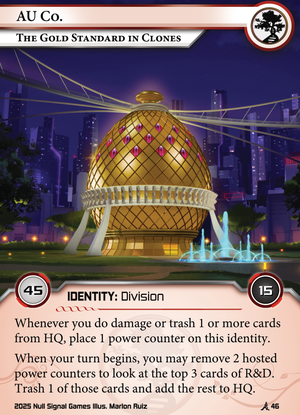 AU Co.
The Gold Standard in Clones
45
IDENTITY: Division
15
Whenever you do damage or trash 1 or more cards
from HQ, place 1 power counter on this identity.
When your turn begins, you may remove 2 hosted
power counters to look at the top 3 cards of R&D.
Trash 1 of those cards and add the rest to HQ.
2025 Null Signal Games Illus. Marlon Ruiz
46